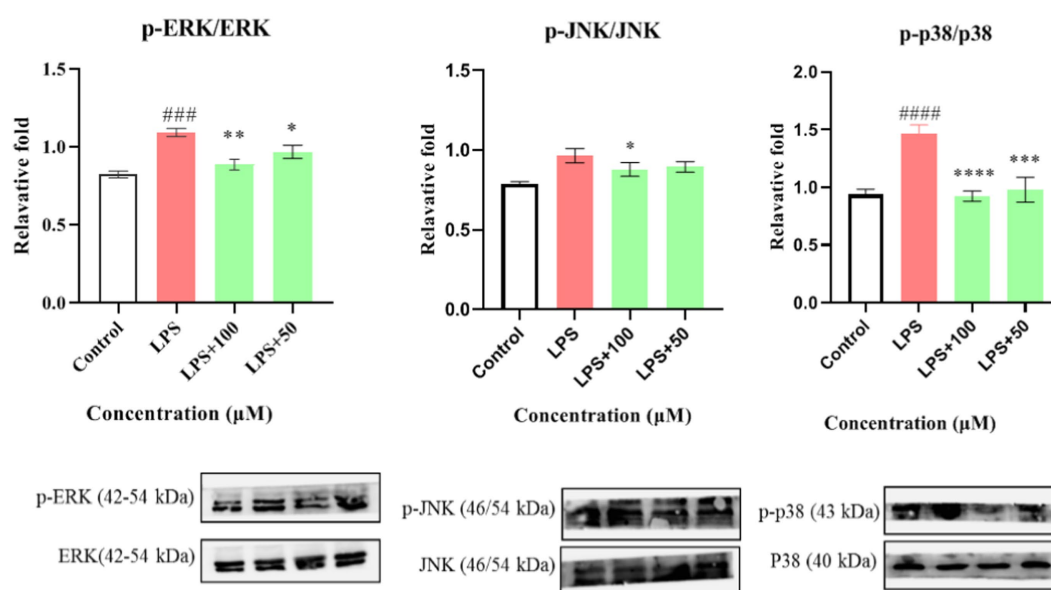 p-ERK/ERK
Relavative fold
1.5
1.0
0.5
0.0
###
**
*
Control
LPS
LPS+100
LPS+50
Concentration (µM)
p-JNK/JNK
Relavative fold
1.5
1.0
0.5
0.0
*
Control
LPS
LPS+100
LPS+50
Concentration (µM)
p-p38/p38
Relavative fold
2.0
1.5
1.0
0.5
0.0
####
****
***
Control
LPS
LPS+100
LPS+50
Concentration (µM)
p-ERK (42-54 kDa)
ERK(42-54 kDa)
p-JNK (46/54 kDa)
JNK (46/54 kDa)
p-p38 (43 kDa)
P38 (40 kDa)